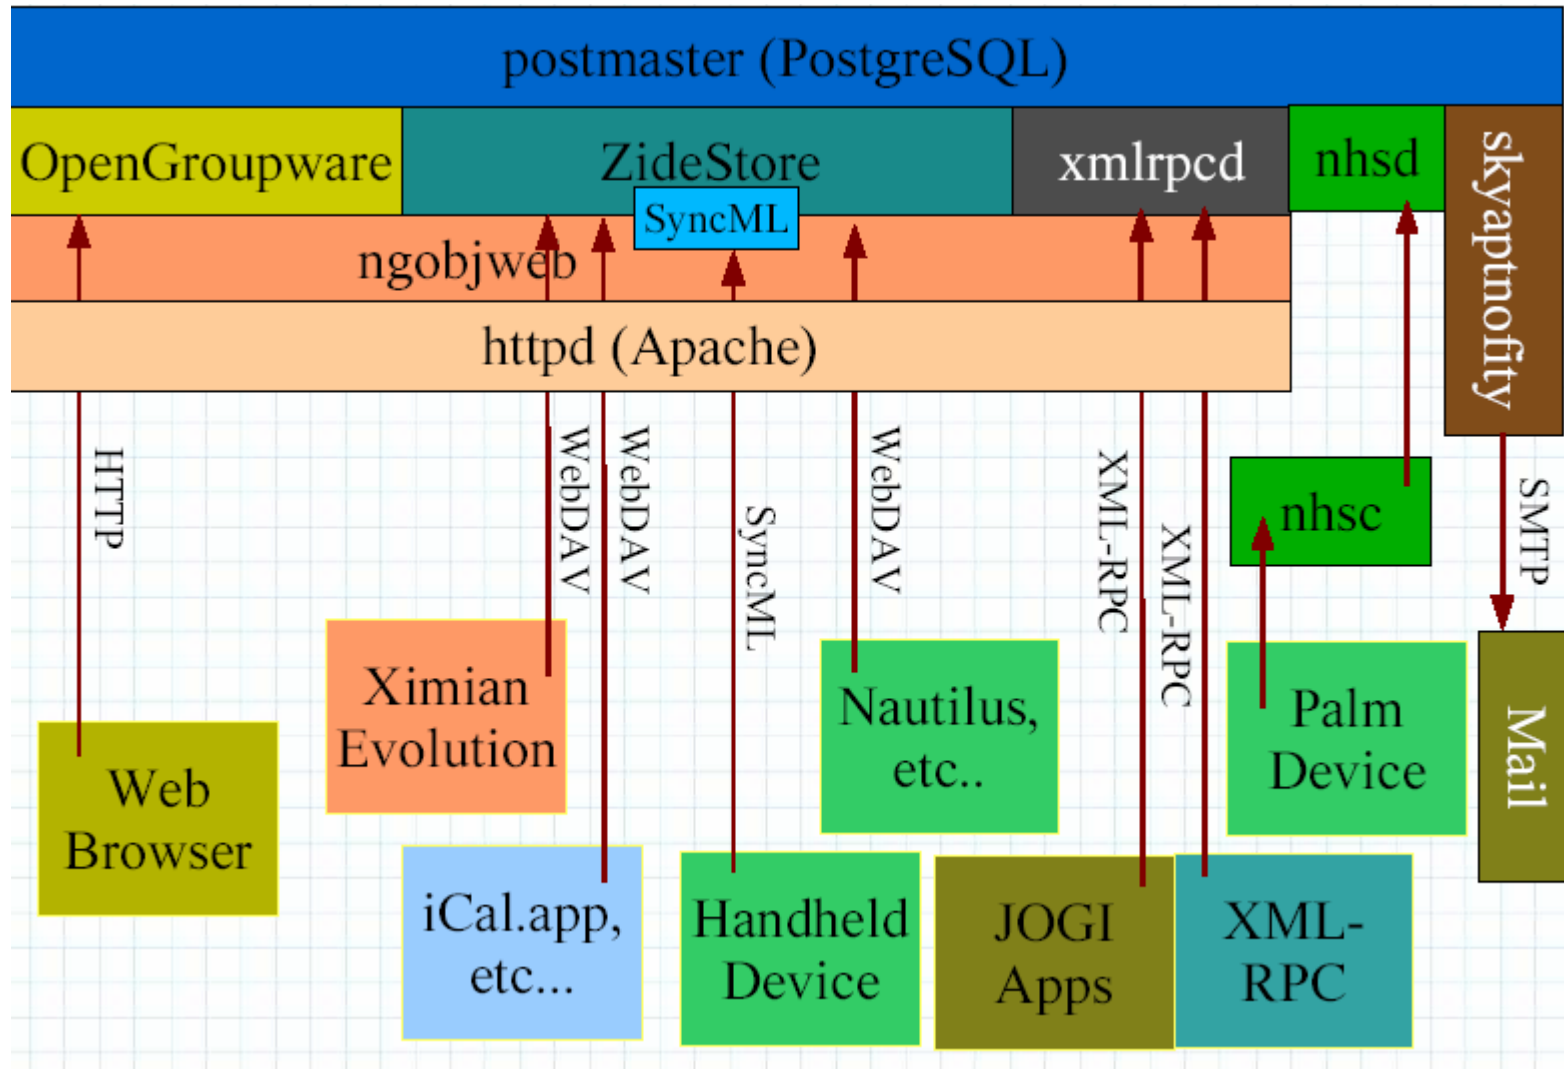 postmaster (PostgreSQL)
OpenGroupware
ZideStore
xmlrpcd
nhsd
skyaptnofity
SyncML
ngobjweb
httpd (Apache)
HTTP
WebDAV
WebDAV
SyncML
WebDAV
XML-RPC
XML-RPC
nhsc
SMTP
Ximian
Evolution
Nautilus,
etc..
Palm
Device
Mail
Web
Browser
iCal.app,
etc...
Handheld
Device
JOGI
Apps
XML-
RPC